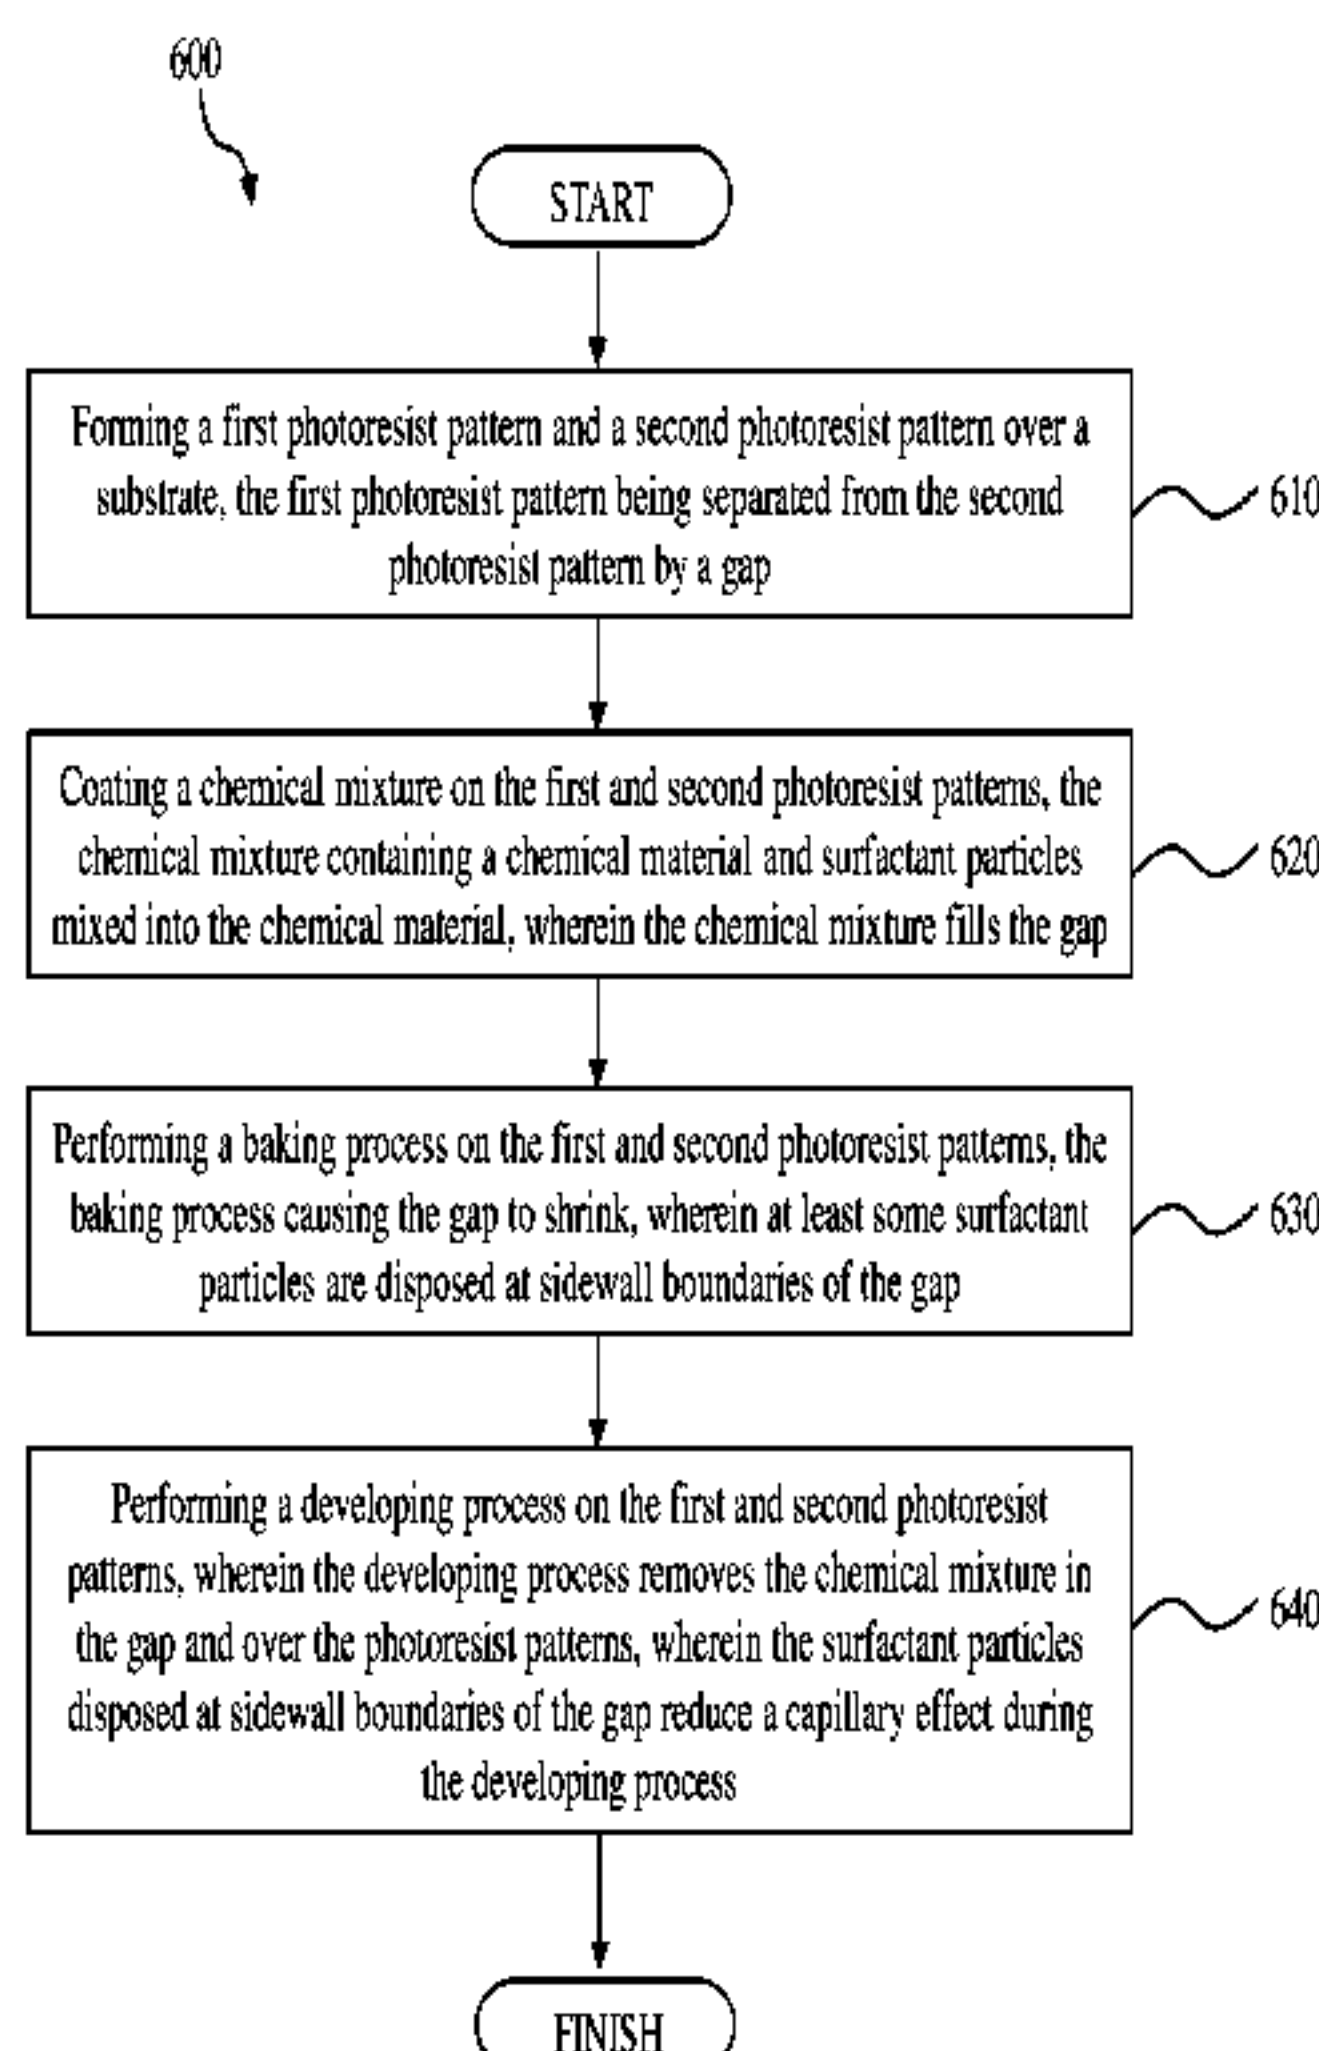 600
START
Forming a first photoresist pattern and a second photoresist pattern over a
substrate, the first photoresist pattern being separated from the second
photoresist pattern by a gap
610
Coating a chemical mixture on the first and second photoresist patterns, the
chemical mixture containing a chemical material and surfactant particles
mixed into the chemical material, wherein the chemical mixture fills the gap
620
Performing a baking process on the first and second photoresist patterns, the
baking process causing the gap to shrink, wherein at least some surfactant
particles are disposed at sidewall boundaries of the gap
630
Performing a developing process on the first and second photoresist
patterns, wherein the developing process removes the chemical mixture in
the gap and over the photoresist patterns, wherein the surfactant particles
disposed at sidewall boundaries of the gap reduce a capillary effect during
the developing process
640
FINISH